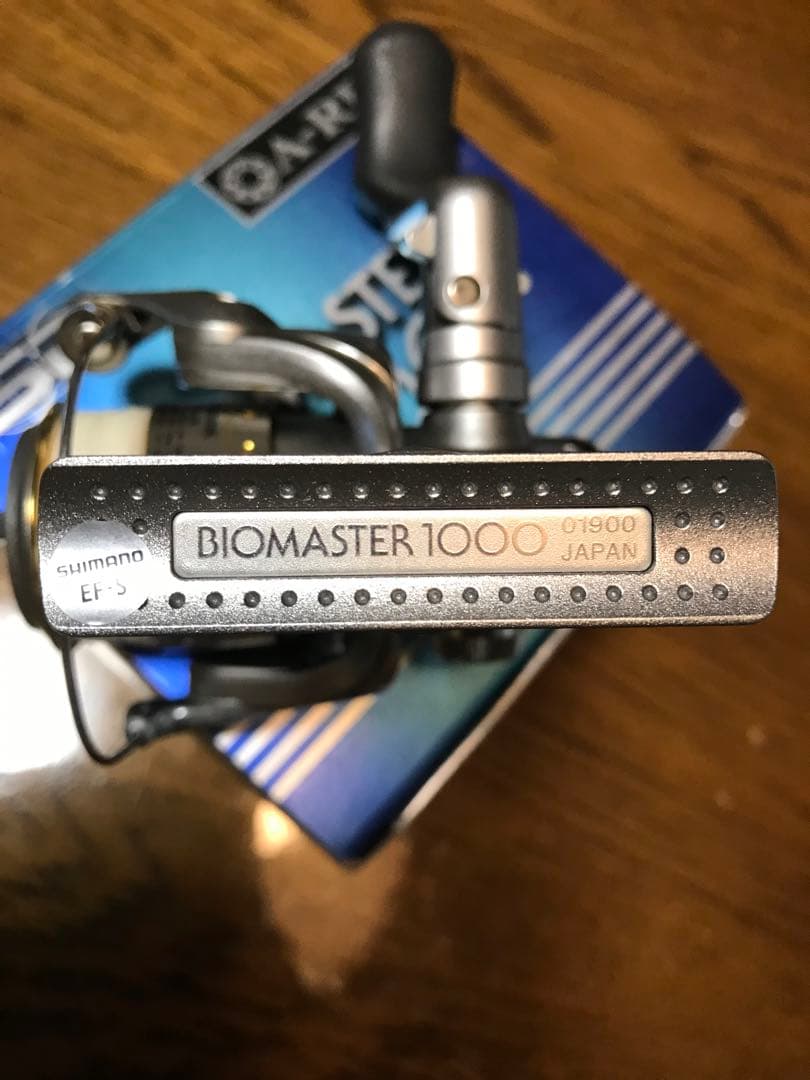 BIOMASTER 1000
01900
JAPAN
SHIMANO
EF-S